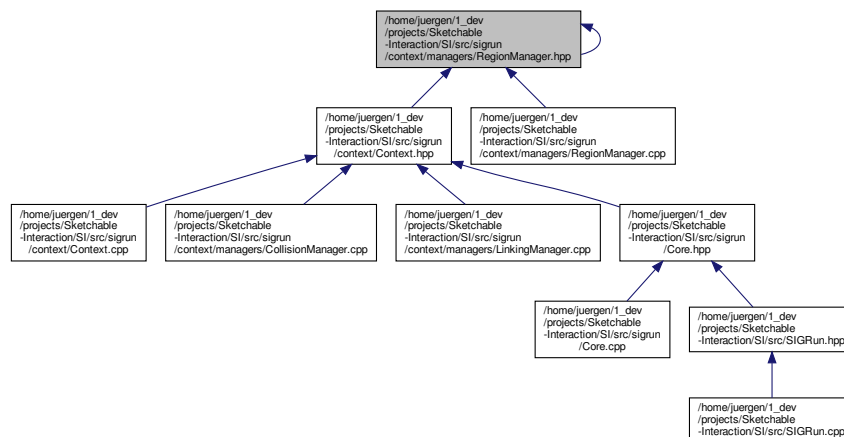 /home/juergen/1_dev
/projects/Sketchable
-Interaction/SI/src/sigrun
/context/managers/RegionManager.hpp
/home/juergen/1_dev
/projects/Sketchable
-Interaction/SI/src/sigrun
/context/Context.hpp
/home/juergen/1_dev
/projects/Sketchable
-Interaction/SI/src/sigrun
/context/managers/RegionManager.cpp
/home/juergen/1_dev
/projects/Sketchable
-Interaction/SI/src/sigrun
/context/Context.cpp
/home/juergen/1_dev
/projects/Sketchable
-Interaction/SI/src/sigrun
/context/managers/CollisionManager.cpp
/home/juergen/1_dev
/projects/Sketchable
-Interaction/SI/src/sigrun
/context/managers/LinkingManager.cpp
/home/juergen/1_dev
/projects/Sketchable
-Interaction/SI/src/sigrun
/Core.hpp
/home/juergen/1_dev
/projects/Sketchable
-Interaction/SI/src/sigrun
/Core.cpp
/home/juergen/1_dev
/projects/Sketchable
-Interaction/SI/src/SIGRun.hpp
/home/juergen/1_dev
/projects/Sketchable
-Interaction/SI/src/SIGRun.cpp